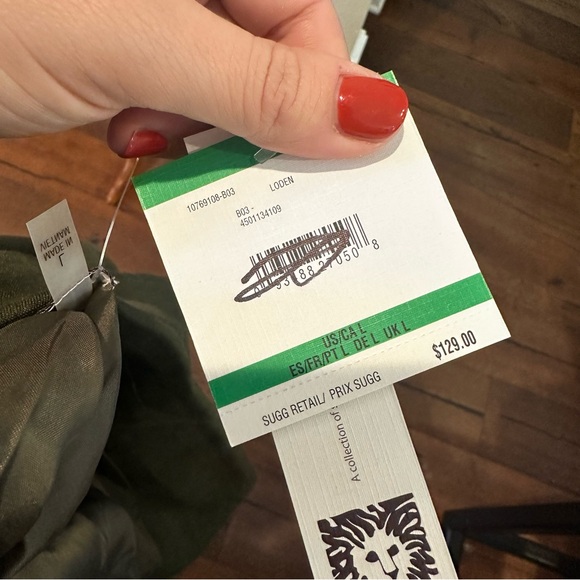 10769108-B03
LODEN
B03 -
4501134109
8
US/CA L
ES/FR/PT L DE L UK L
$129.00
SUGG RETAIL/ PRIX SUGG
A collection of
L
MADE IN
VIETNAM